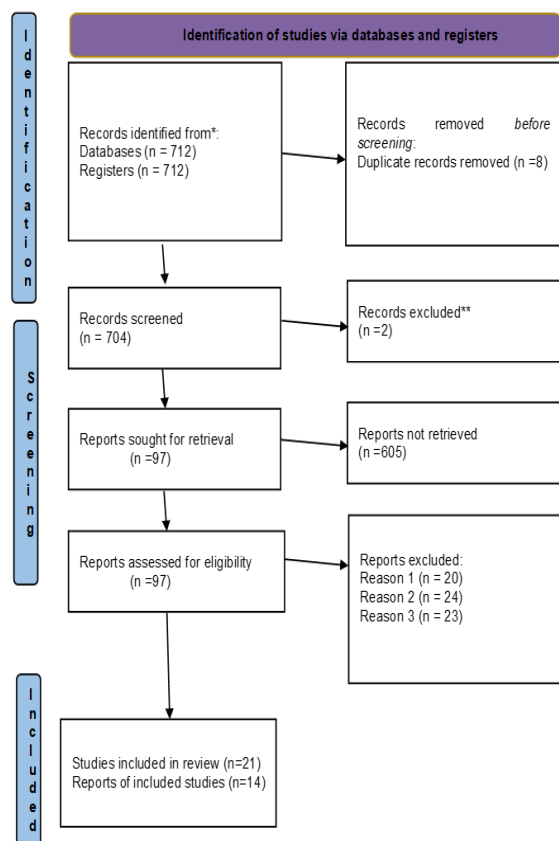 Identification of studies via databases and registers
Identification
Records identified from*:
Databases (n = 712)
Registers (n = 712)
Records removed before
screening:
Duplicate records removed (n =8)
Records screened
(n = 704)
Records excluded**
(n =2)
Screening
Reports sought for retrieval
(n =97)
Reports not retrieved
(n =605)
Reports assessed for eligibility
(n =97)
Reports excluded:
Reason 1 (n = 20)
Reason 2 (n = 24)
Reason 3 (n = 23)
Included
Studies included in review (n=21)
Reports of included studies (n=14)